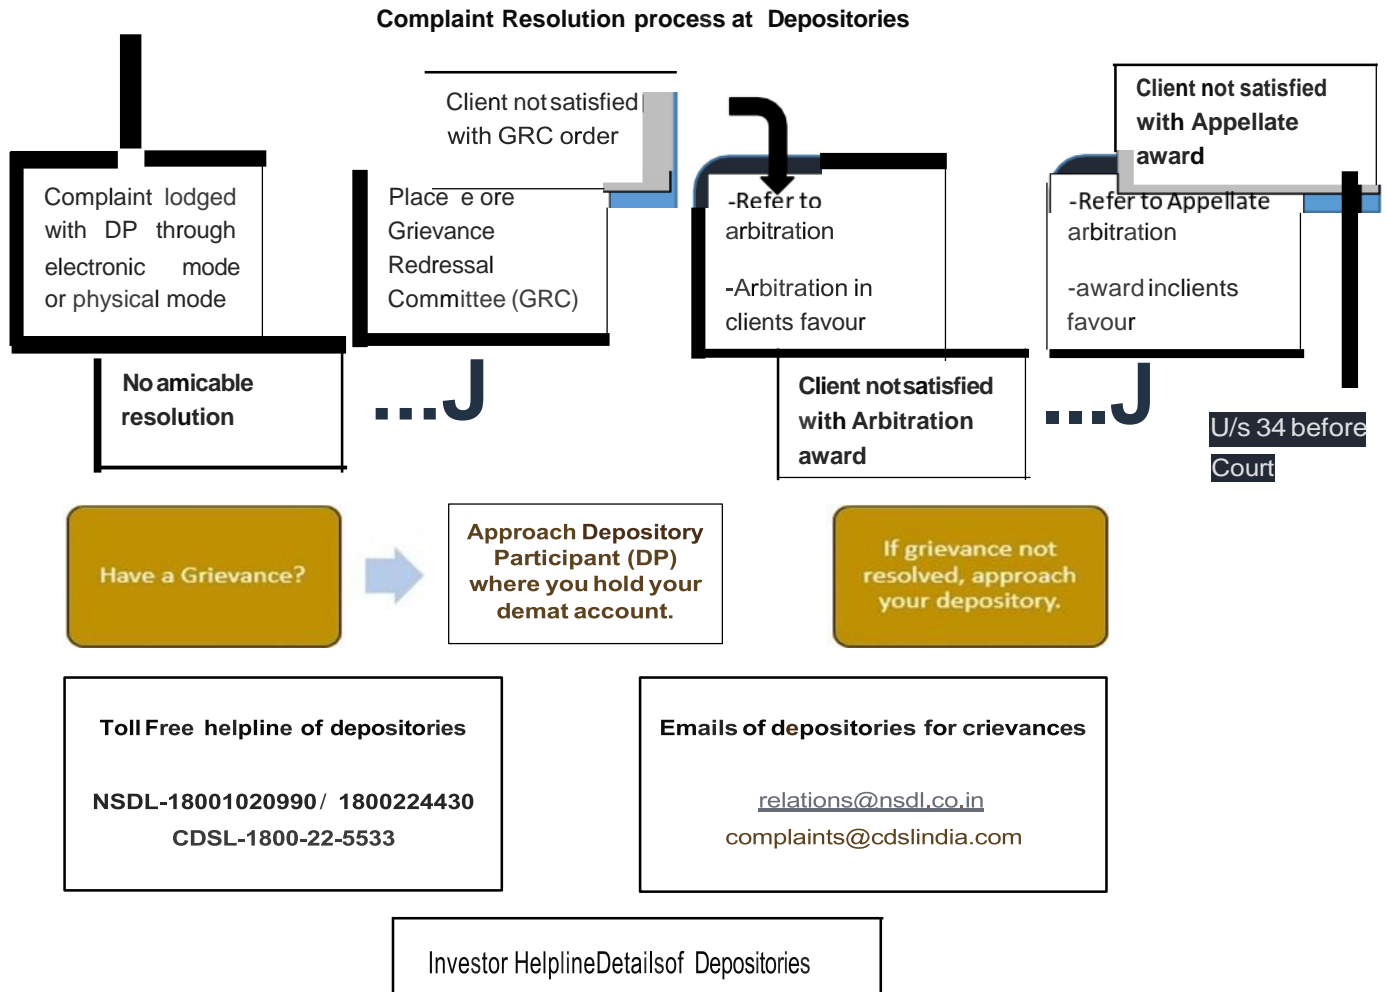 Complaint Resolution process at Depositories
Client not satisfied
with GRC order
Client not satisfied
with Appellate
award
Complaint lodged
with DP through
electronic mode
or physical mode
Place e ore
Grievance
Redressal
Committee (GRC)
-Refer to
arbitration
-Arbitration in
clients favour
-Refer to Appellate
arbitration
-award inclients
favour
No amicable
resolution
...J
Client not satisfied
with Arbitration
award
...J
U/s 34 before
Court
Have a Grievance?
Approach Depository
Participant (DP)
where you hold your
demat account.
If grievance not
resolved, approach
your depository.
Toll Free helpline of depositories
NSDL-18001020990 / 1800224430
CDSL-1800-22-5533
Emails of depositories for crievances
relations@nsdl.co.in
complaints@cdslindia.com
Investor HelplineDetailsof Depositories